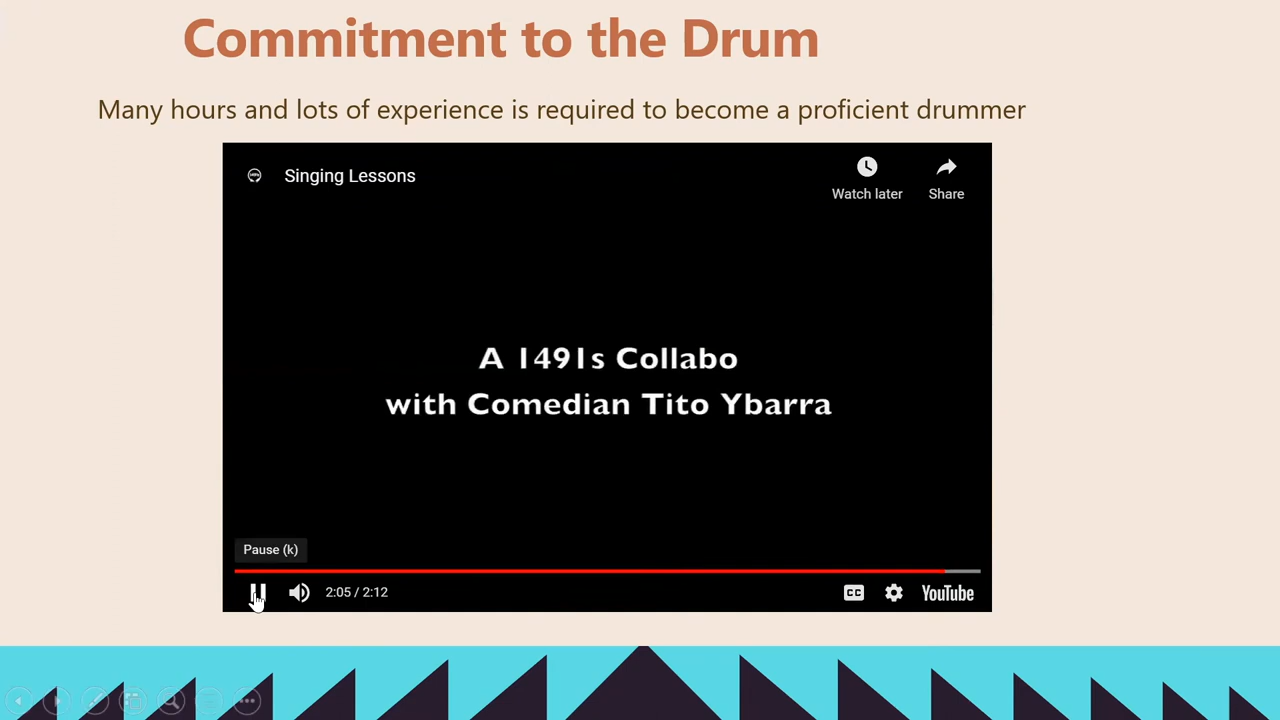 Commitment to the Drum
Many hours and lots of experience is required to become a proficient drummer
Singing Lessons
Watch later
Share
A 1491s Collabo
with Comedian Tito Ybarra
Pause (k)
2:05 / 2:12
CC
YouTube